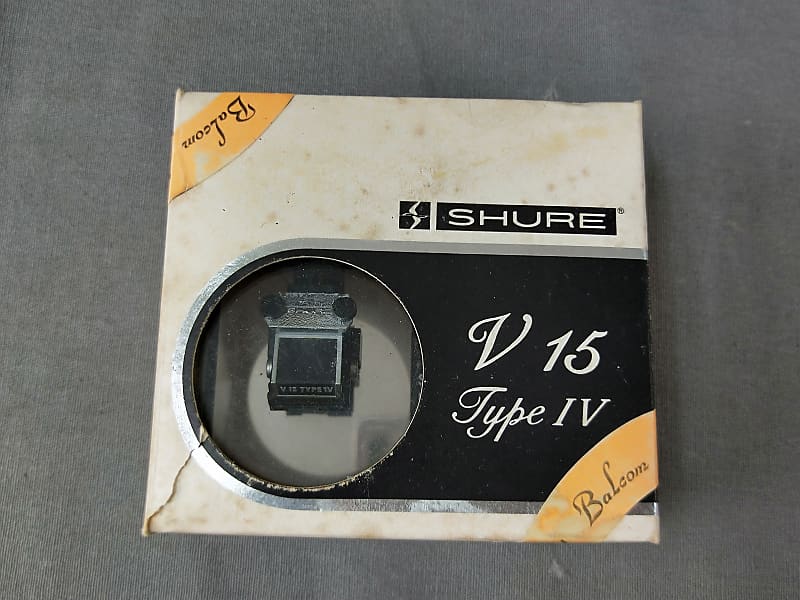 Balcom
SHURE®
V 15
Type IV
V 15 TYPE IV
Balcom